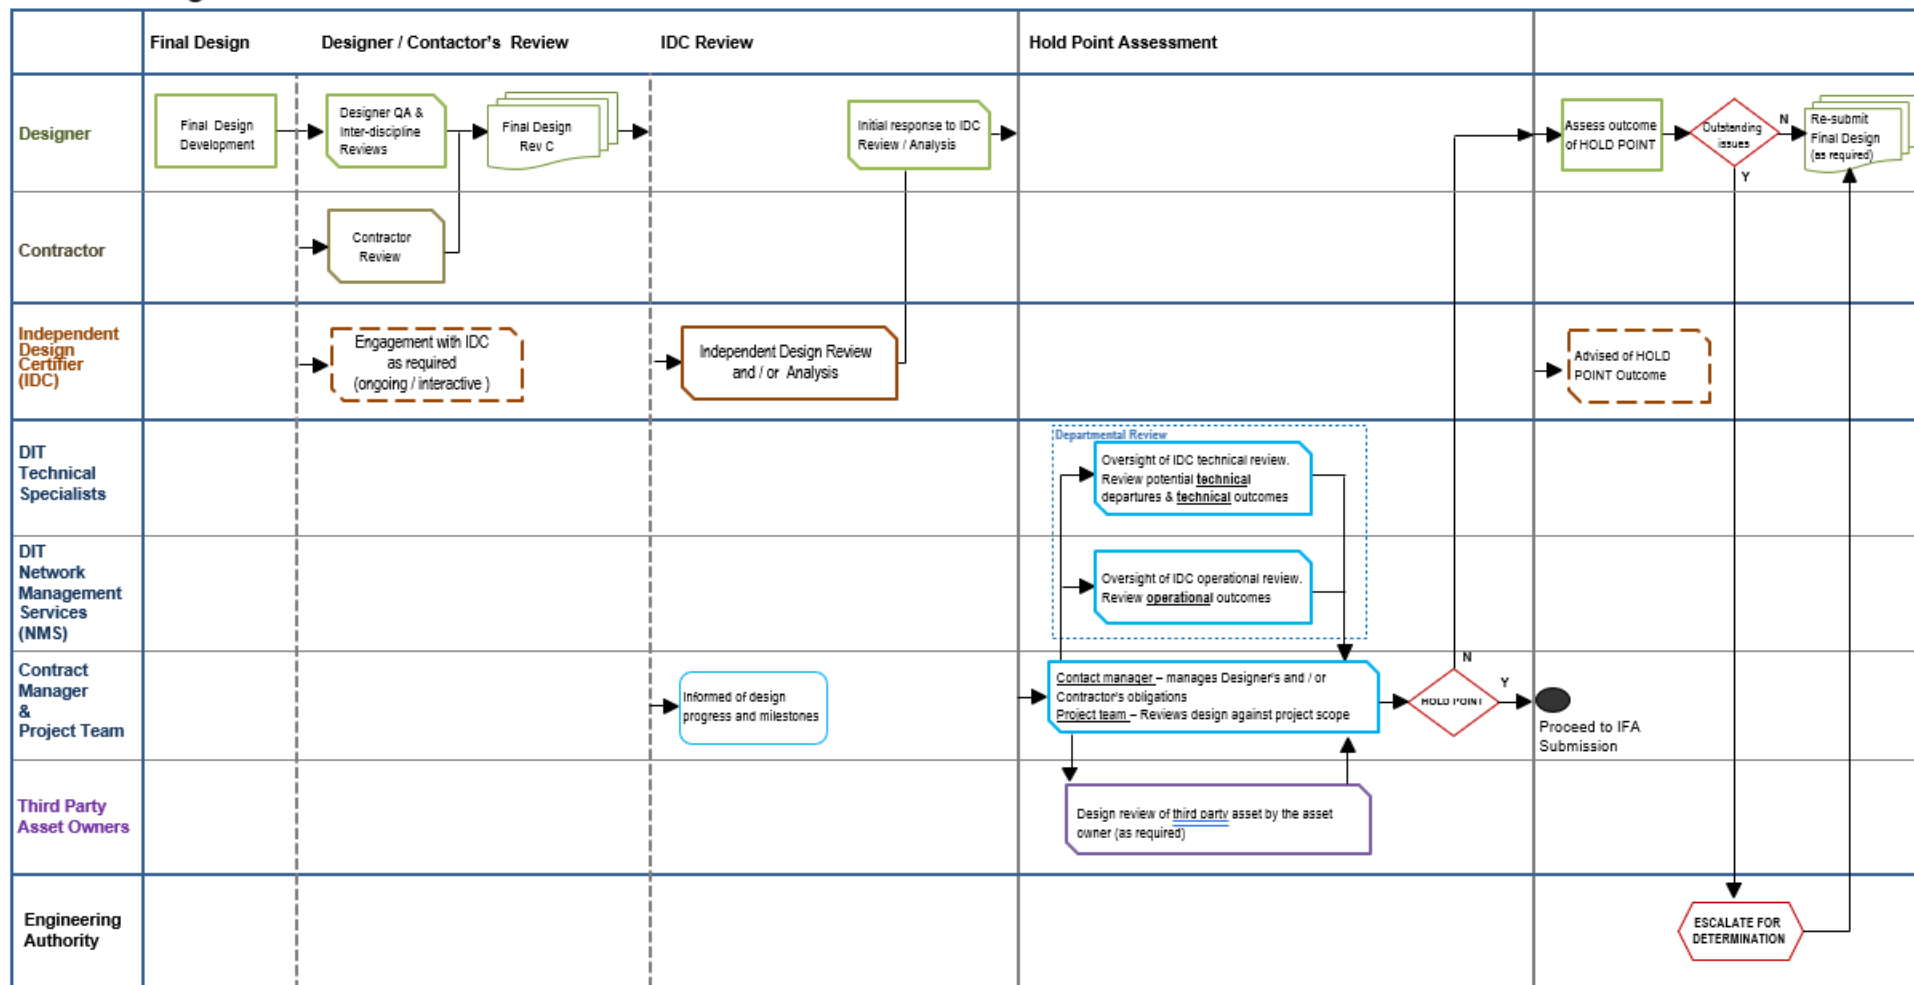 Final Design
Designer / Contactor's  Review
IDC Review
Hold Point Assessment
Designer
Final  Design
Development
Designer QA &
Inter-discipline
Reviews
Final Design
Rev C
Initial response to IDC
Review / Analysis
Assess outcome
of HOLD POINT
Outstanding
issues
N
Y
Re-submit
Final Design
(as required)
Contractor
Contractor
Review
Independent
Design
Certifier
(IDC)
Engagement with IDC
as required
(ongoing / interactive )
Independent Design Review
and / or  Analysis
Advised of HOLD
POINT Outcome
DIT
Technical
Specialists
Departmental Review
Oversight of IDC technical review.
Review potential technical
departures & technical outcomes
DIT
Network
Management
Services
(NMS)
Oversight of IDC operational review.
Review operational outcomes
Contract
Manager
&
Project Team
Informed of design
progress and milestones
Contact manager – manages Designer's and / or
Contractor's obligations
Project team – Reviews design against project scope
N
HOLD POINT
Y
Proceed to IFA
Submission
Third Party
Asset Owners
Design review of third party asset by the asset
owner (as required)
Engineering
Authority
ESCALATE FOR
DETERMINATION